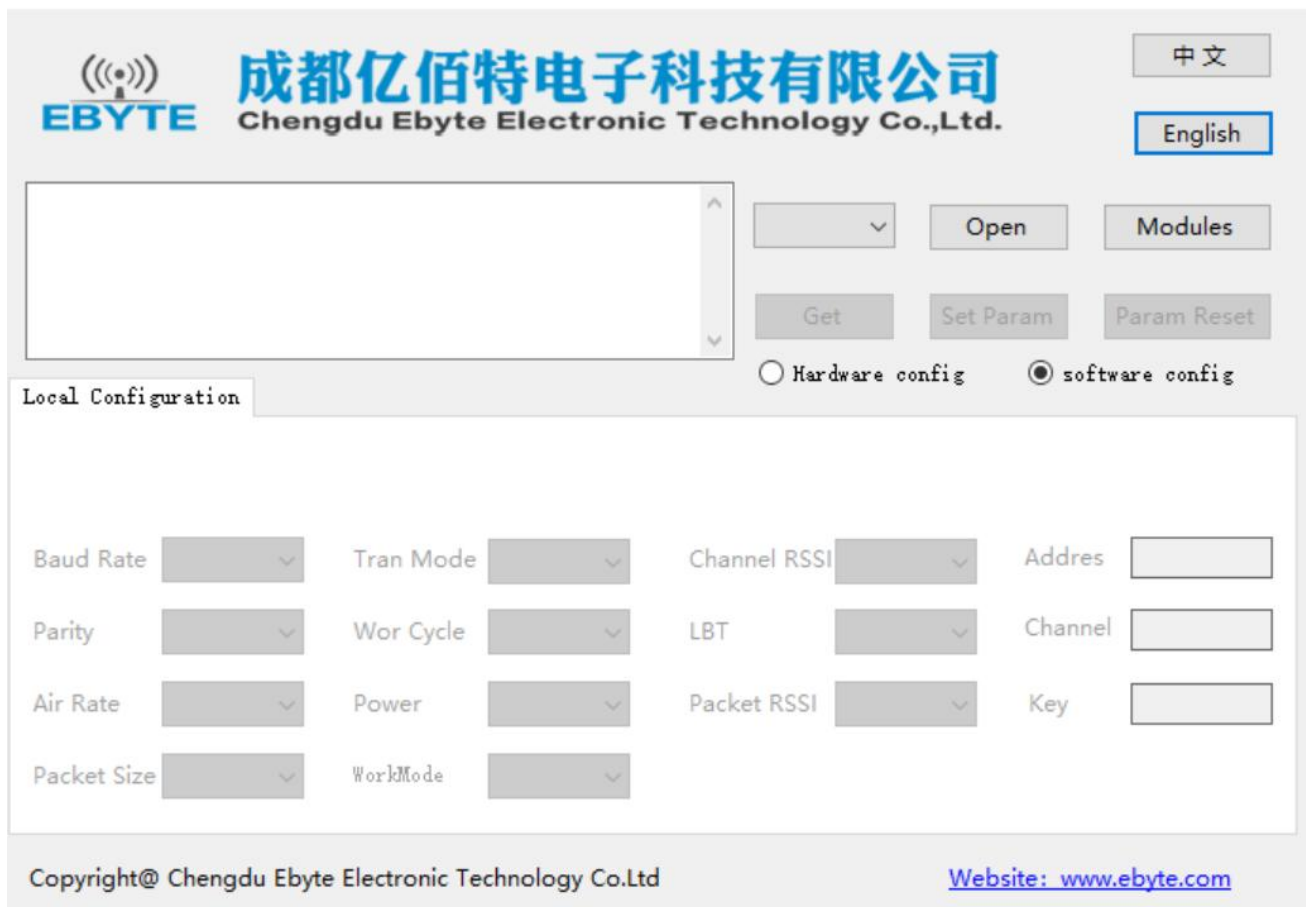 EBYTE
成都亿佰特电子科技有限公司
Chengdu Ebyte Electronic Technology Co.,Ltd.
中文
English
Open
Modules
Get
Set Param
Param Reset
Hardware config
software config
Local Configuration
Baud Rate
Tran Mode
Channel RSSI
Addres
Parity
Wor Cycle
LBT
Channel
Air Rate
Power
Packet RSSI
Key
Packet Size
WorkMode
Copyright@ Chengdu Ebyte Electronic Technology Co.Ltd
Website: www.ebyte.com